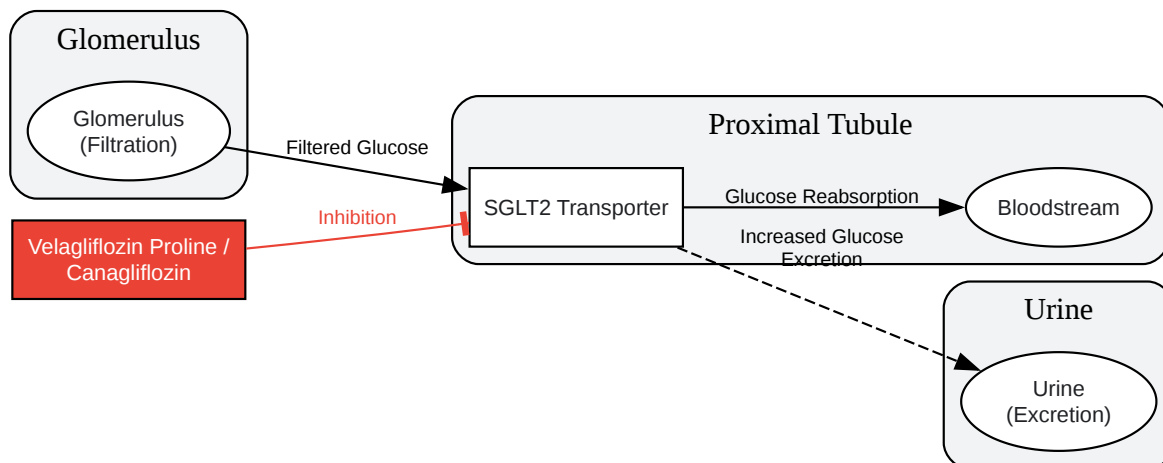 Glomerulus
Glomerulus
(Filtration)
Filtered Glucose
Proximal Tubule
SGLT2 Transporter
Glucose Reabsorption
Bloodstream
Inhibition
Velagliflozin Proline /
Canagliflozin
Increased Glucose
Excretion
Urine
Urine
(Excretion)